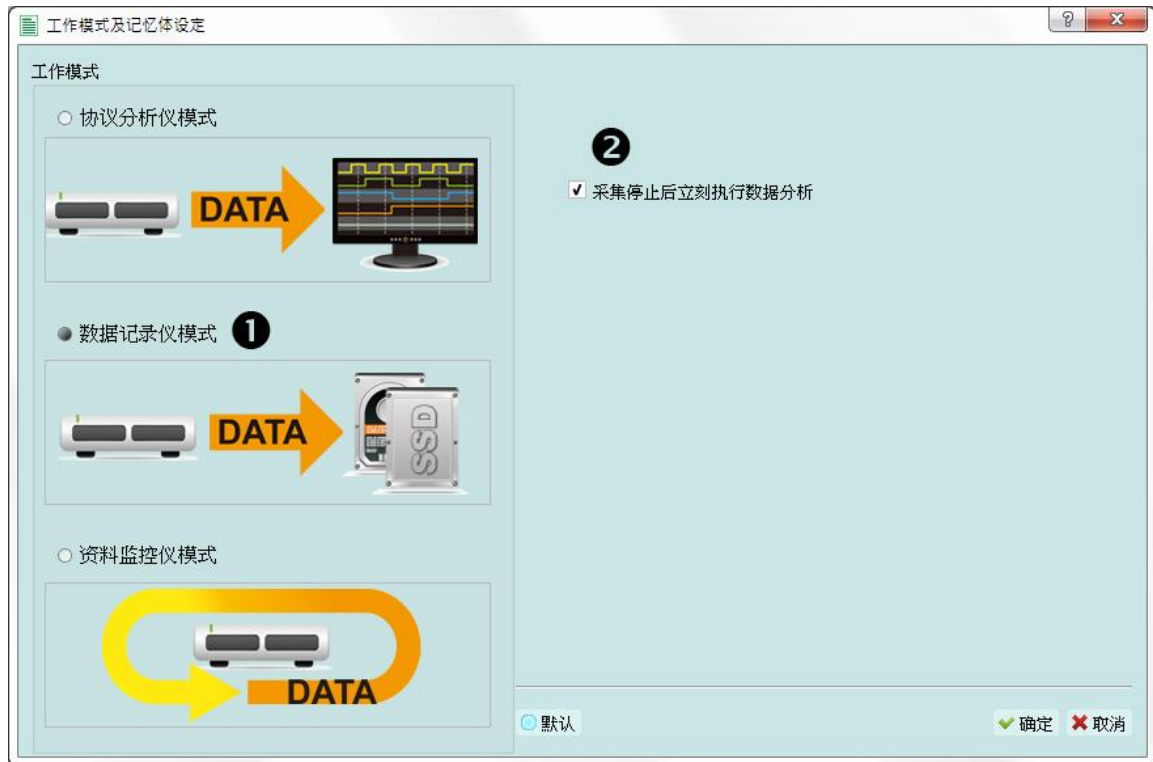 工作模式及记忆体设定
工作模式
协议分析仪模式
DATA
❷
采集停止后立刻执行数据分析
数据记录仪模式 ❶
DATA
SSD
资料监控仪模式
DATA
默认
确定 取消